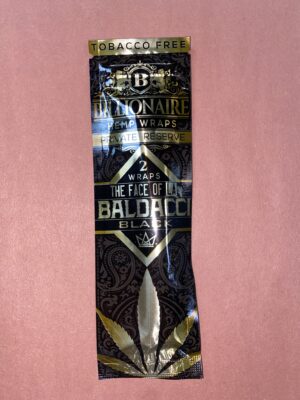 TOBACCO FREE
B
BILLIONAIRE
HEMP WRAPS
PRIVATE RESERVE
2
WRAPS
THE FACE OF
BALDACCI
BLACK